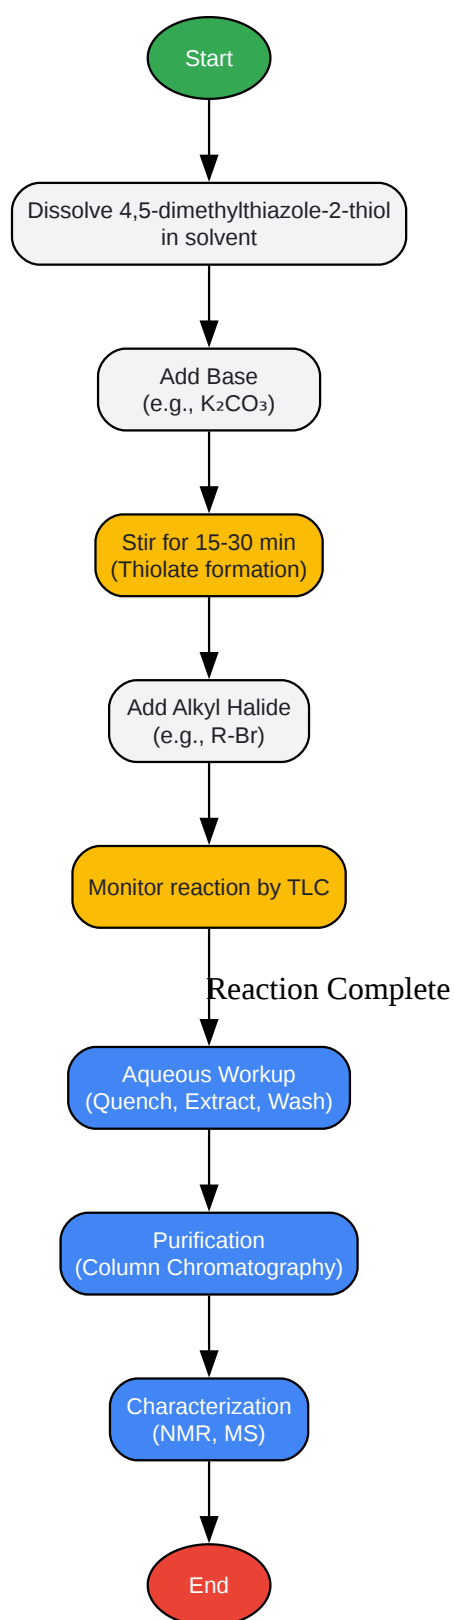 Start
Dissolve 4,5-dimethylthiazole-2-thiol
in solvent
Add Base
(e.g., K₂CO₃)
Stir for 15-30 min
(Thiolate formation)
Add Alkyl Halide
(e.g., R-Br)
Monitor reaction by TLC
Reaction Complete
Aqueous Workup
(Quench, Extract, Wash)
Purification
(Column Chromatography)
Characterization
(NMR, MS)
End